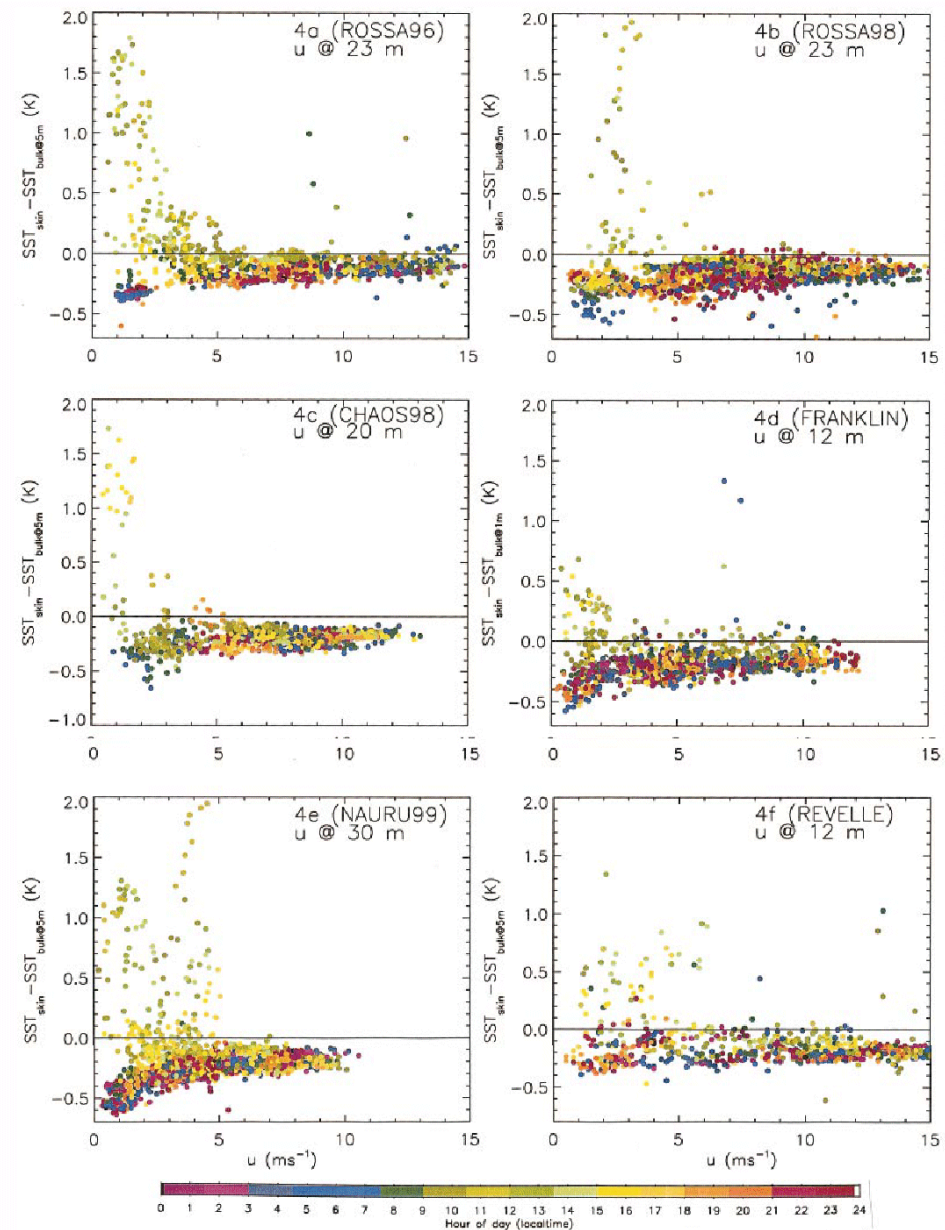 4a (ROSSA96)
u @ 23 m
SST_skin−SST_bulk@5m (K)
2.0
1.5
1.0
0.5
0.0
−0.5
0 5 10 15
4b (ROSSA98)
u @ 23 m
SST_skin−SST_bulk@5m (K)
2.0
1.5
1.0
0.5
0.0
−0.5
0 5 10 15
4c (CHAOS98)
u @ 20 m
SST_skin−SST_bulk@5m (K)
2.0
1.5
1.0
0.5
0.0
−0.5
−1.0
0 5 10 15
4d (FRANKLIN)
u @ 12 m
SST_skin−SST_bulk@1m (K)
2.0
1.5
1.0
0.5
0.0
−0.5
0 5 10 15
4e (NAURU99)
u @ 30 m
SST_skin−SST_bulk@5m (K)
2.0
1.5
1.0
0.5
0.0
−0.5
0 5 10 15
u (ms⁻¹)
4f (REVELLE)
u @ 12 m
SST_skin−SST_bulk@5m (K)
2.0
1.5
1.0
0.5
0.0
−0.5
0 5 10 15
u (ms⁻¹)
0 1 2 3 4 5 6 7 8 9 10 11 12 13 14 15 16 17 18 19 20 21 22 23 24
Hour of day (localtime)